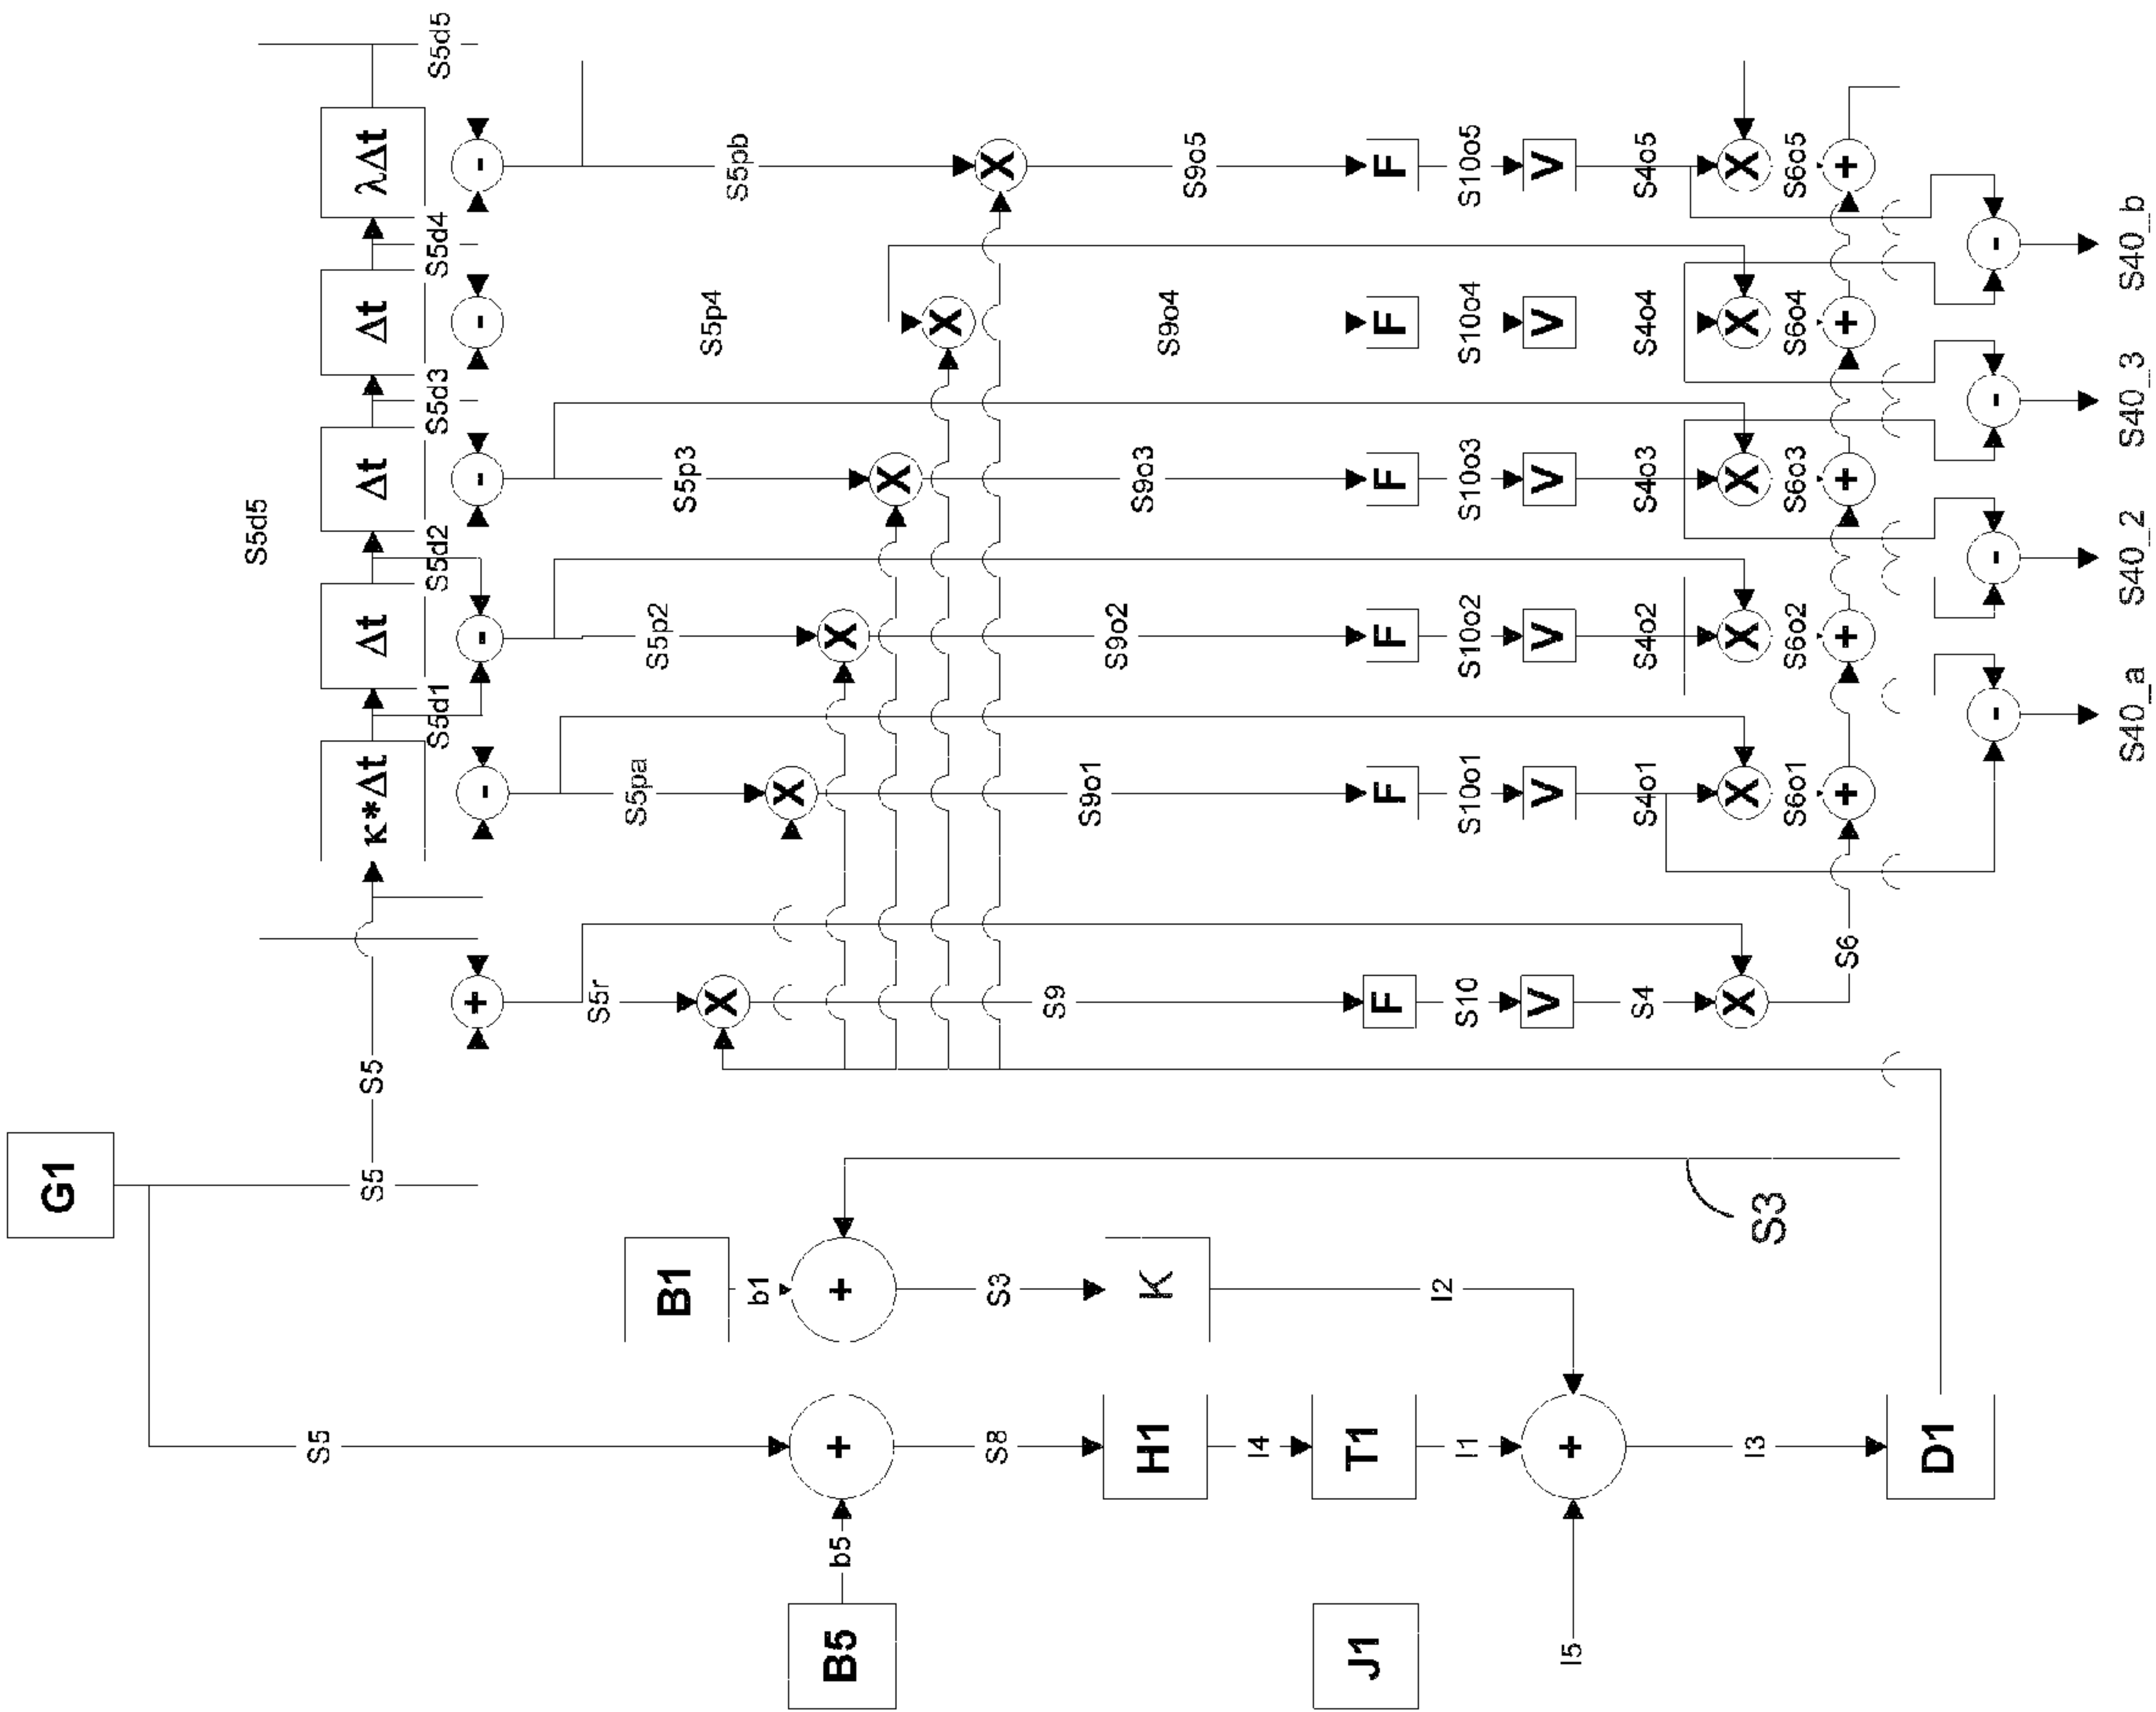 G1
S5d5
S5
S5 S5 κ*Δt Δt Δt Δt λΔt
S5d1 S5d2 S5d3 S5d4 S5d5
+ - - - - -
S5r S5pa S5p2 S5p3 S5p4 S5pb
B1
b1
X X X X X X
B5 b5 + +
S8 S3 S9 S9o1 S9o2 S9o3 S9o4 S9o5
H1 K
I4
J1 T1 F F F F F F
I1 I2 S10 S10o1 S10o2 S10o3 S10o4 S10o5
V V V V V V
I5 +
S4 S4o1 S4o2 S4o3 S4o4 S4o5
X X X X X X
I3 S3
S6o1 S6o2 S6o3 S6o4 S6o5
S6 + + + + +
D1
- - - -
S40_a S40_2 S40_3 S40_b